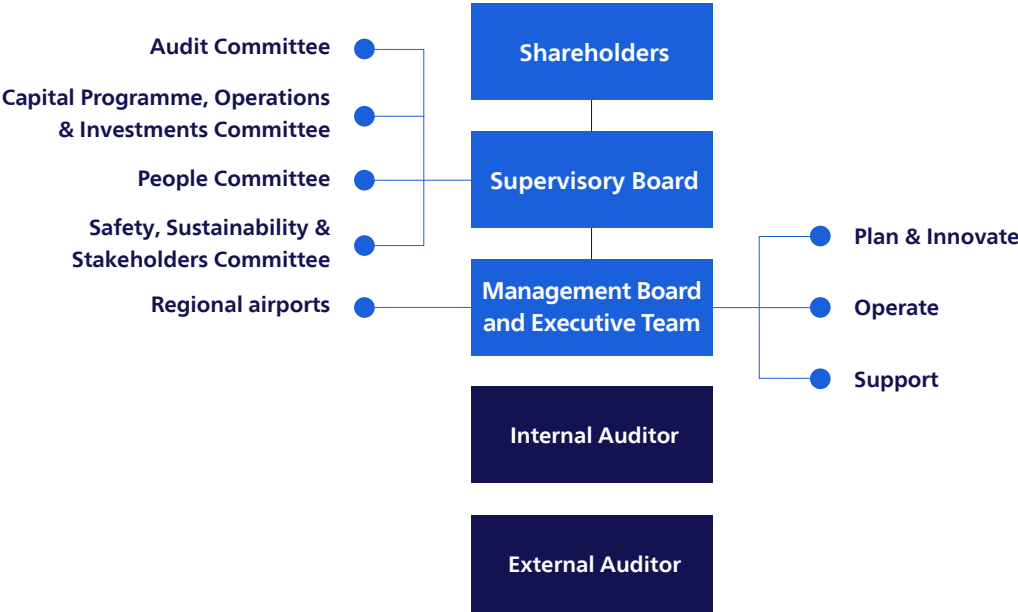 Shareholders
Audit Committee
Capital Programme, Operations
& Investments Committee
People Committee
Safety, Sustainability &
Stakeholders Committee
Supervisory Board
Regional airports
Management Board
and Executive Team
Plan & Innovate
Operate
Support
Internal Auditor
External Auditor